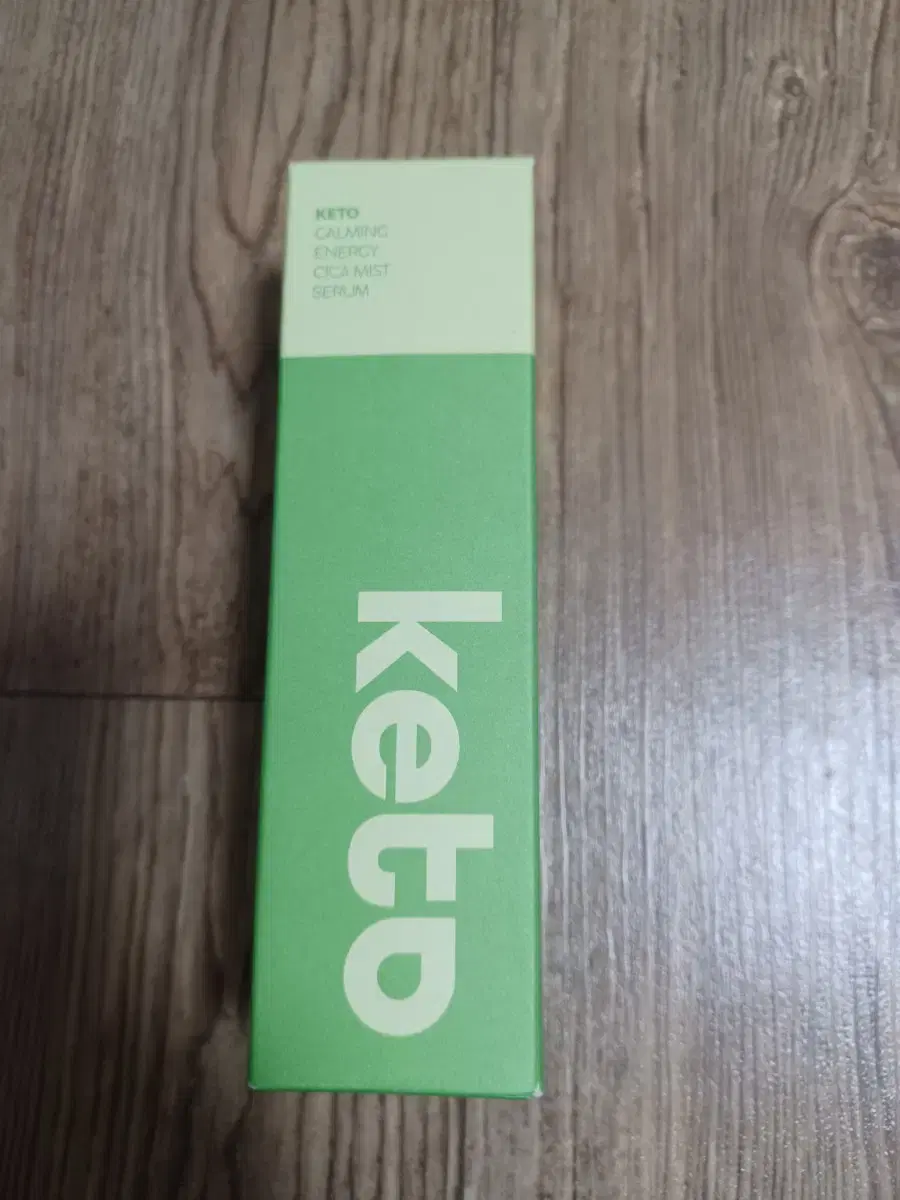 KETO
CALMING
ENERGY
CICA MIST
SERUM
keto